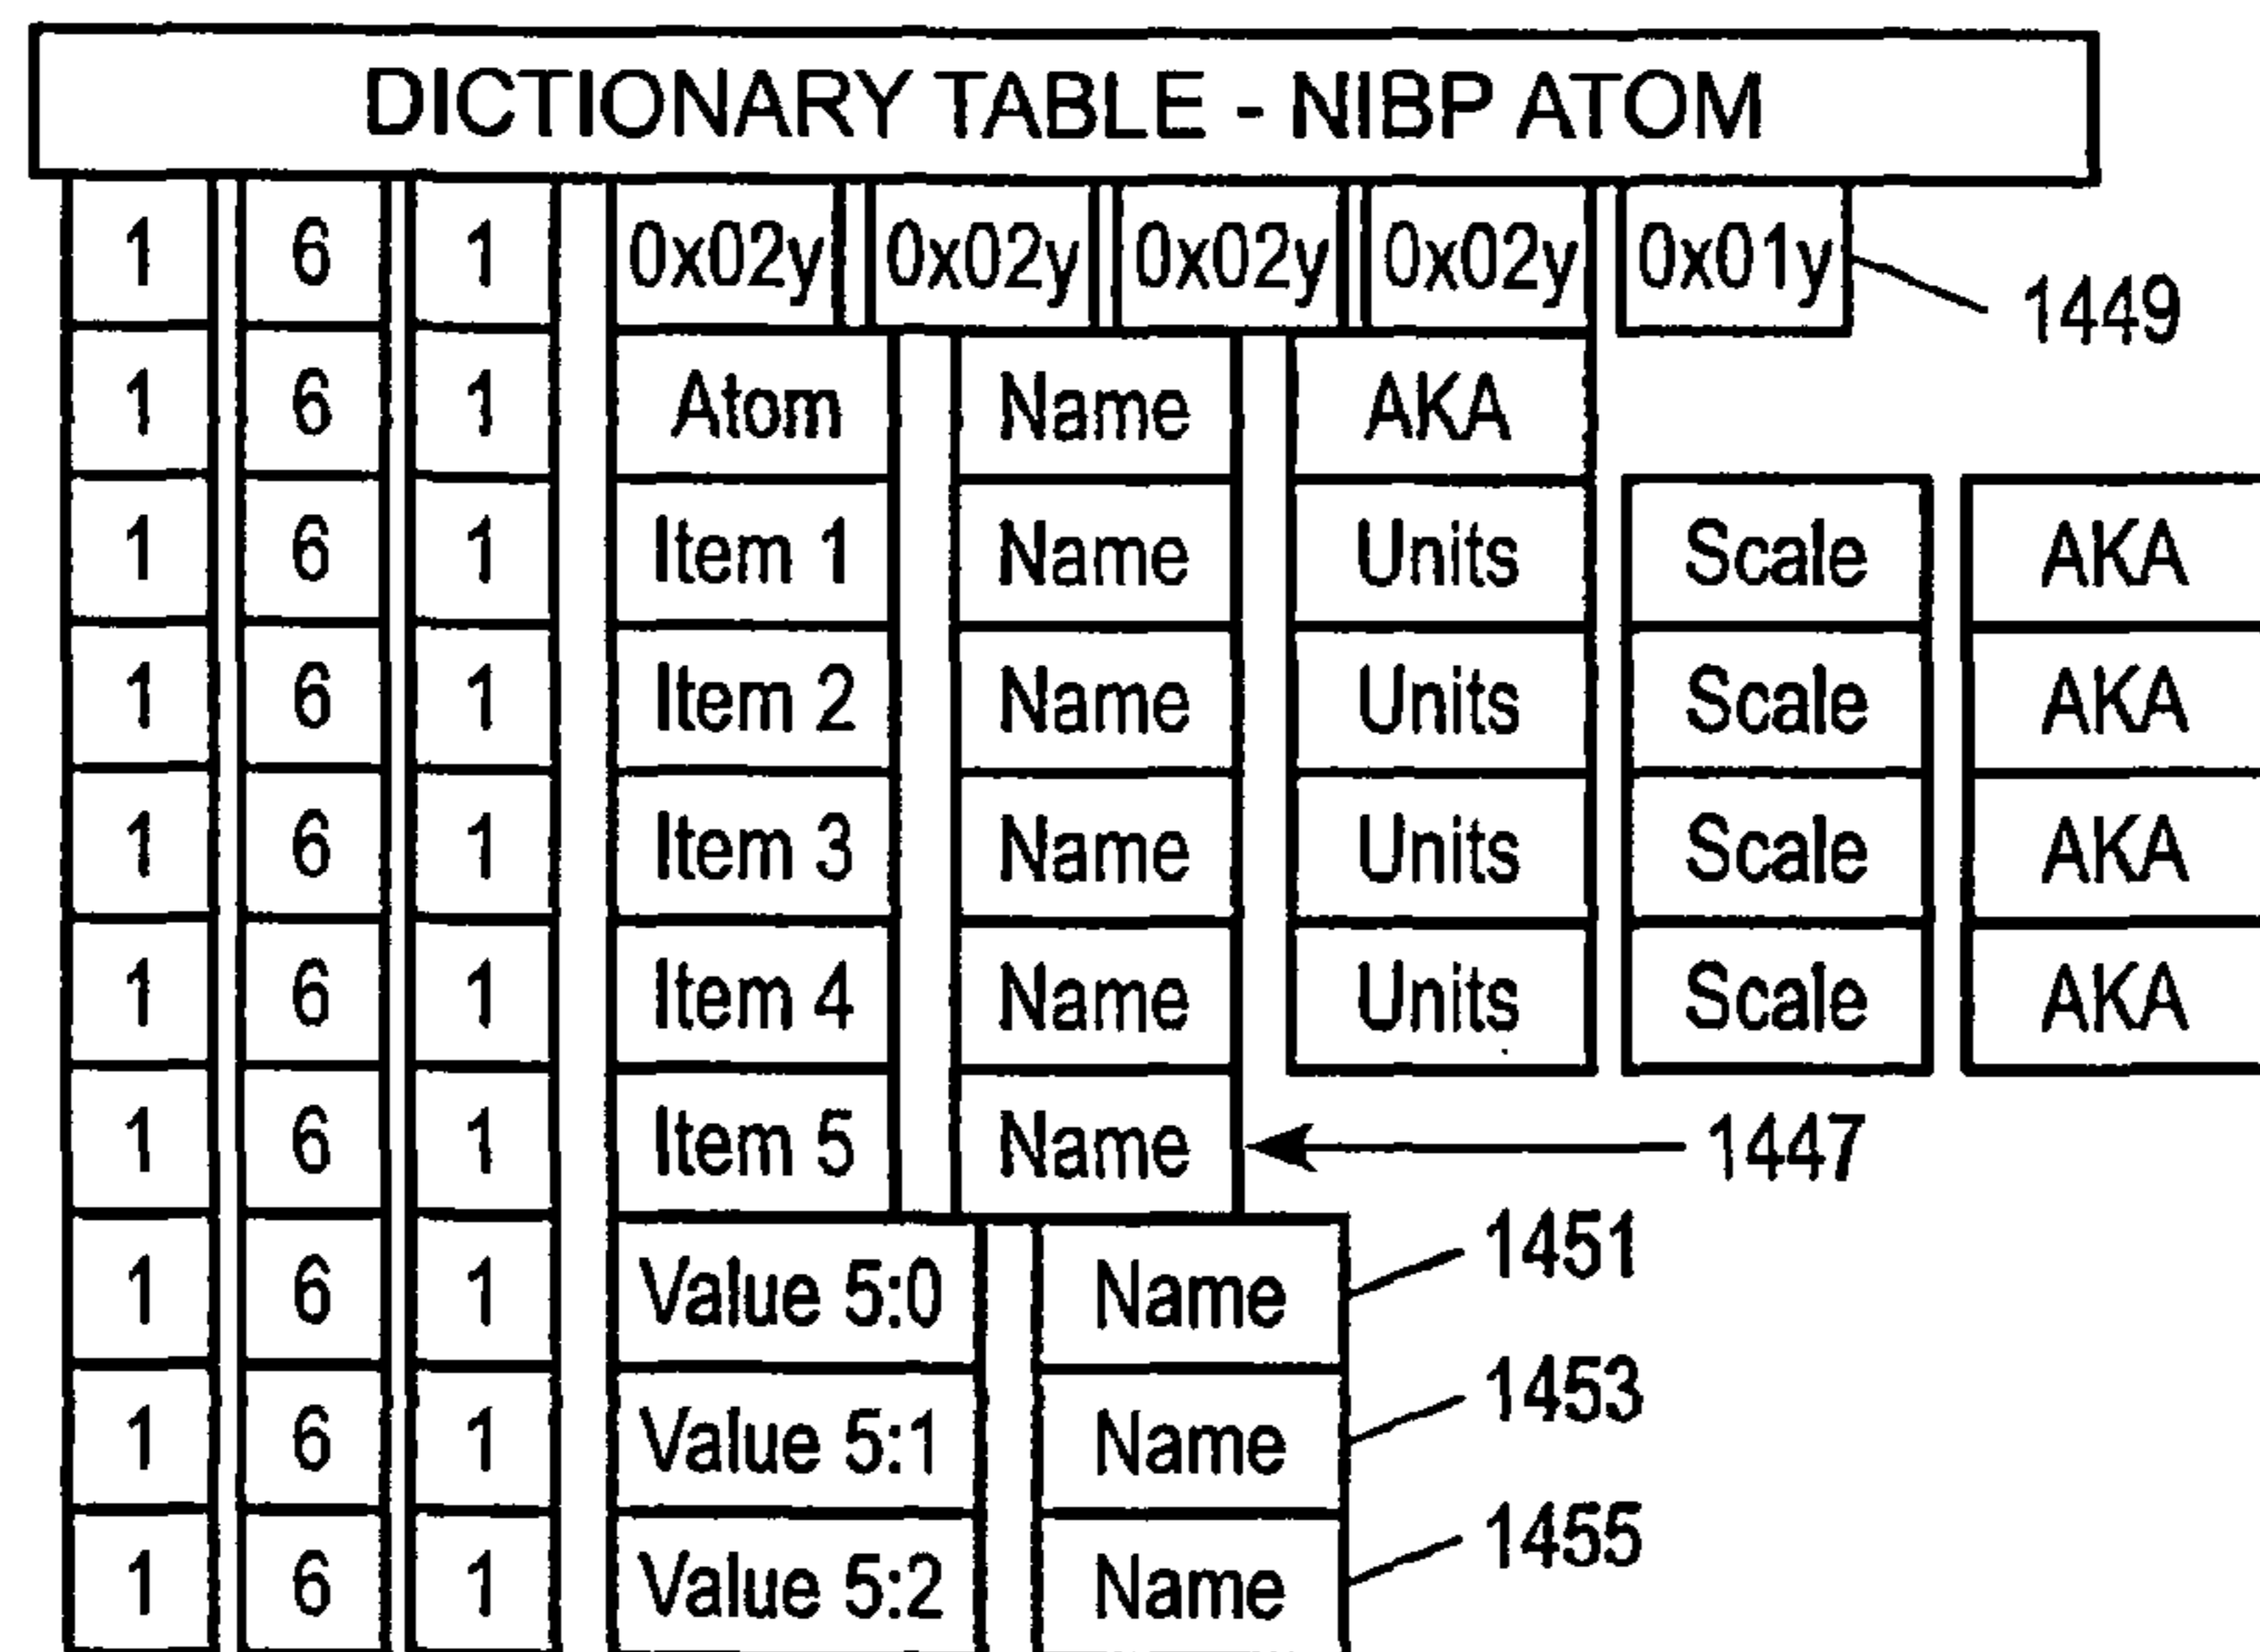 DICTIONARY TABLE - NIBP ATOM
1 6 1 0x02y 0x02y 0x02y 0x02y 0x01y 1449
1 6 1 Atom Name AKA
1 6 1 Item 1 Name Units Scale AKA
1 6 1 Item 2 Name Units Scale AKA
1 6 1 Item 3 Name Units Scale AKA
1 6 1 Item 4 Name Units Scale AKA
1 6 1 Item 5 Name 1447
1 6 1 Value 5:0 Name 1451
1 6 1 Value 5:1 Name 1453
1 6 1 Value 5:2 Name 1455